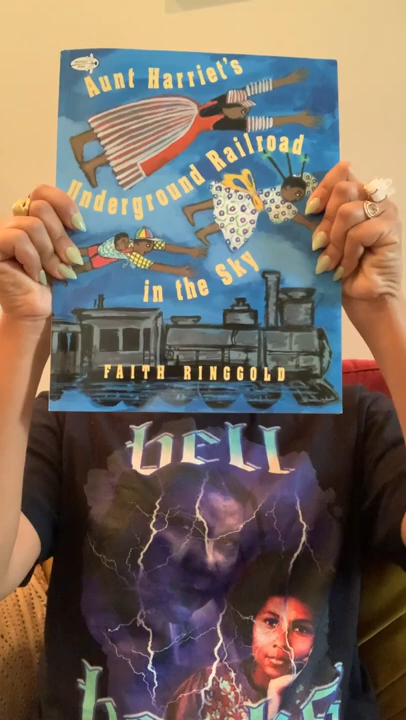 Aunt Harriet's
Underground Railroad
in the Sky
FAITH RINGGOLD
bell